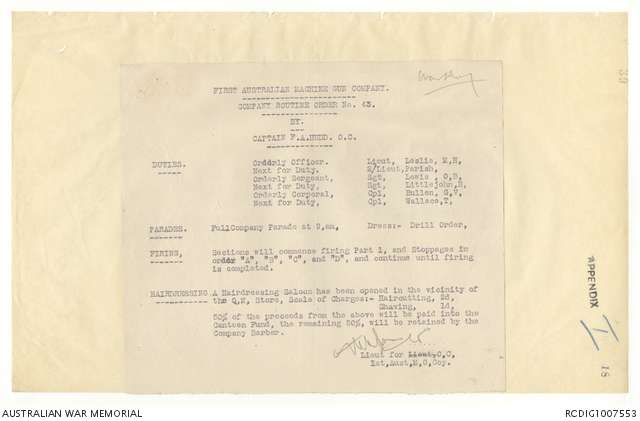 FIRST AUSTRALIAN MACHINE GUN COMPANY.
COMPANY ROUTINE ORDER No. 43.
BY.
CAPTAIN F.A.HEDD. O.C.
DUTIES. Orderly Officer. Lieut, Leslie, M,H,
Next for Duty. 2/Lieut, Parish,
Orderly Sergeant, Sgt, Lewis, O,B,
Next for Duty, Sgt, Littlejohn,H,
Orderly Corporal, Cpl, Bullen, G,V,
Next for Duty, Cpl, Wallace,T,
PARADES. FullCompany Parade at 9,am, Dress:- Drill Order,
FIRING, Sections will commence firing Part 1, and Stoppages in
order "A", "B", "C", and "D", and continue until firing
is completed.
HAIRDRESSING A Hairdressing Saloun has been opened in the vicinity of
the Q,M, Store, Scale of Charges:- Haircutting, 2d,
Shaving, 1d,
50% of the proceeds from the above will be paid into the
Canteen Fund, the remaining 50%, will be retained by the
Company Barber.
Lieut for Lieut,O,C,
1st,Aust,M,G,Coy.
APPENDIX
I
18
AUSTRALIAN WAR MEMORIAL
RCDIG1007553